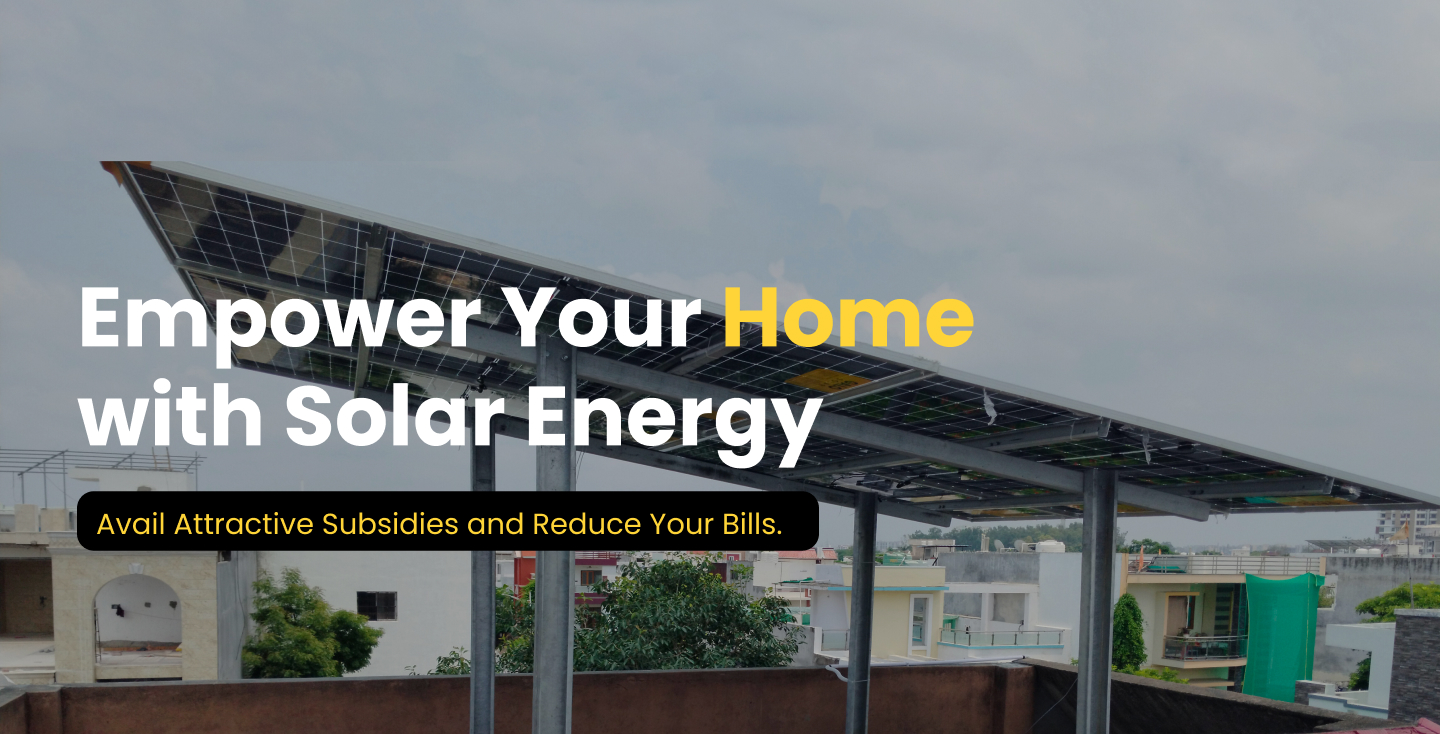 Empower Your Home
with Solar Energy
Avail Attractive Subsidies and Reduce Your Bills.